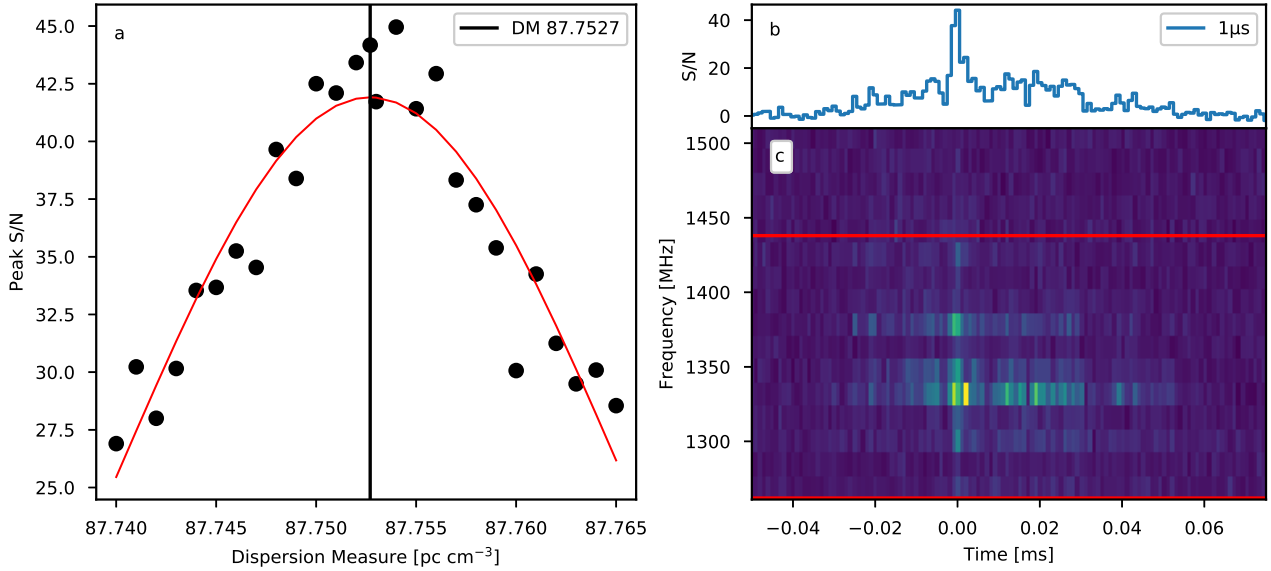 a
DM 87.7527
45.0
42.5
40.0
37.5
35.0
32.5
30.0
27.5
25.0
Peak S/N
87.740 87.745 87.750 87.755 87.760 87.765
Dispersion Measure [pc cm⁻³]
b
1μs
40
20
0
S/N
c
1500
1450
1400
1350
1300
Frequency [MHz]
−0.04 −0.02 0.00 0.02 0.04 0.06
Time [ms]